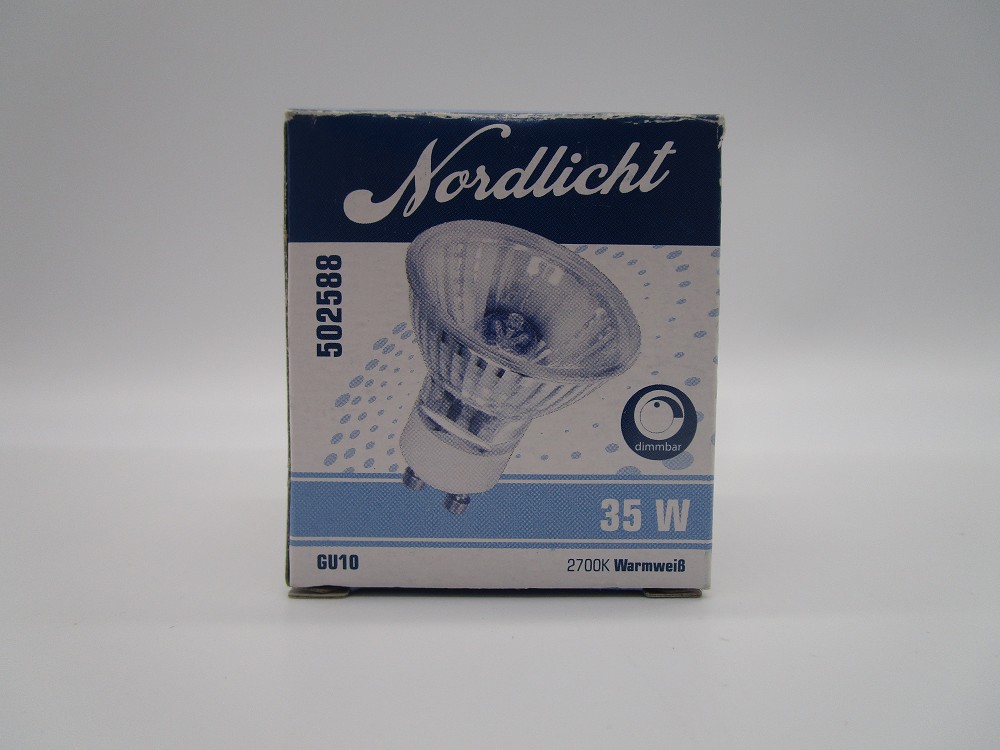 Nordlicht
502588
dimmbar
35 W
GU10
2700K Warmweiß